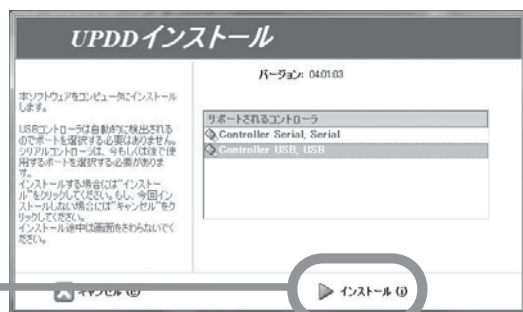 UPDDインストール
バージョン: 04.01.03
本ソフトウェアをコンピュータにインストール
します。
USBコントローラは自動的に検出される
のでポートを選択する必要はありません。
シリアルコントローラは、今もしくは後で使
用するポートを選択する必要がありま
す。
インストールする場合には"インストー
ル"をクリックしてください。もし、今回イン
ストールしない場合には"キャンセル"をク
リックしてください。
インストール途中は画面をさわらないでく
ださい。
サポートされるコントローラ
Controller Serial, Serial
Controller USB, USB
キャンセル (c)
インストール (i)